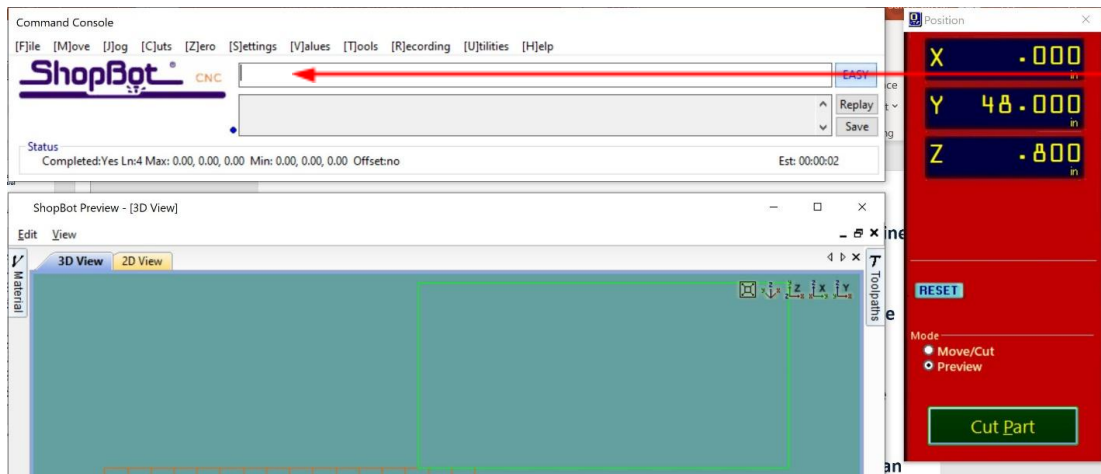 Command Console
[F]ile [M]ove [J]og [C]uts [Z]ero [S]ettings [V]alues [T]ools [R]ecording [U]tilities [H]elp
ShopBot® CNC
EASY
Replay
Save
Status
Completed:Yes Ln:4 Max: 0.00, 0.00, 0.00 Min: 0.00, 0.00, 0.00 Offset:no
Est: 00:00:02
ShopBot Preview - [3D View]
Edit View
3D View 2D View
Material
Toolpaths
Position
X .000
in
Y 48.000
in
Z .800
in
RESET
Mode
Move/Cut
Preview
Cut Part